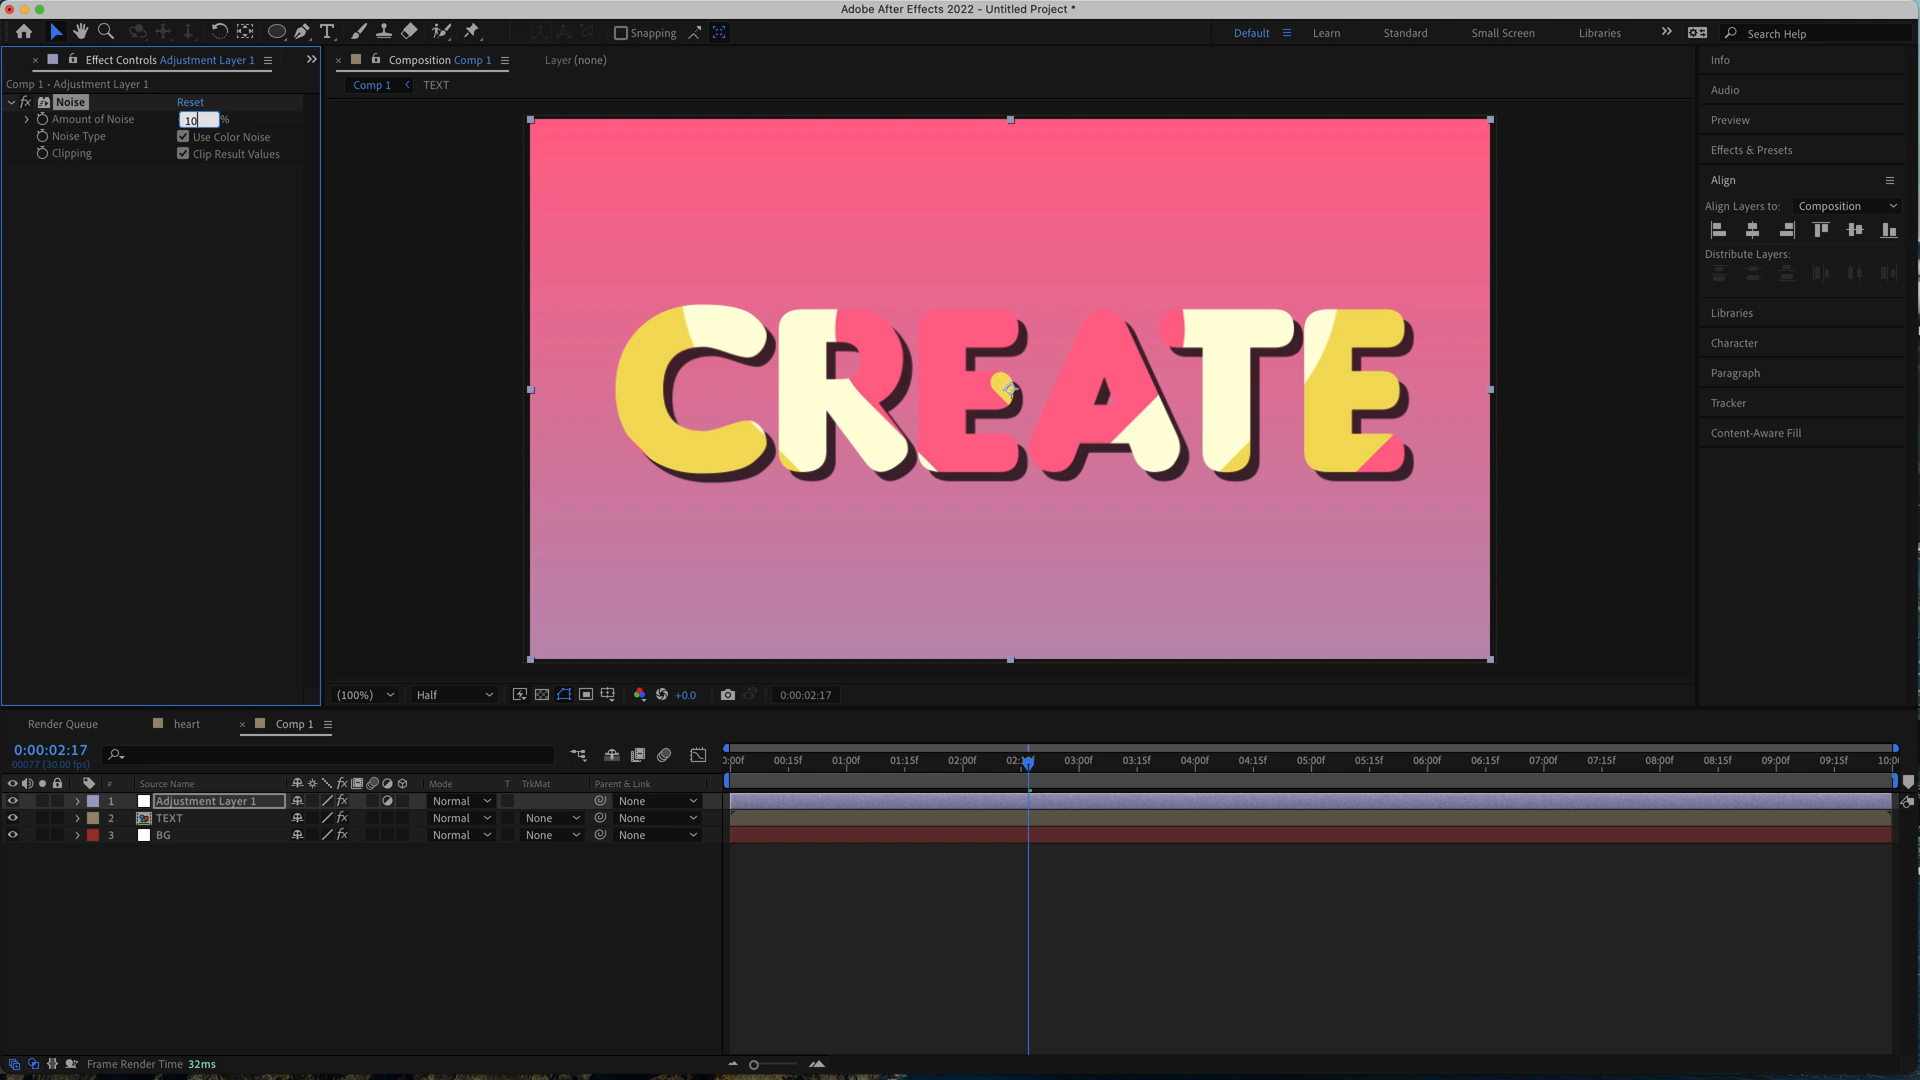 Adobe After Effects 2022 - Untitled Project *
Snapping
Default
Learn
Standard
Small Screen
Libraries
Search Help
Effect Controls Adjustment Layer 1
Comp 1 • Adjustment Layer 1
fx Noise Reset
Amount of Noise 10 %
Noise Type Use Color Noise
Clipping Clip Result Values
Composition Comp 1
Layer (none)
Comp 1
TEXT
CREATE
(100%)
Half
+0.0
0:00:02:17
Info
Audio
Preview
Effects & Presets
Align
Align Layers to: Composition
Distribute Layers:
Libraries
Character
Paragraph
Tracker
Content-Aware Fill
Render Queue
heart
Comp 1
0:00:02:17
00077 (30.00 fps)
# Source Name fx Mode T TrkMat Parent & Link
1 Adjustment Layer 1 fx Normal None
2 TEXT Normal None None
3 BG fx Normal None None
00:15f 01:00f 01:15f 02:00f 03:00f 03:15f 04:00f 04:15f 05:00f 05:15f 06:00f 06:15f 07:00f 07:15f 08:00f 08:15f 09:00f 09:15f
Frame Render Time 32ms